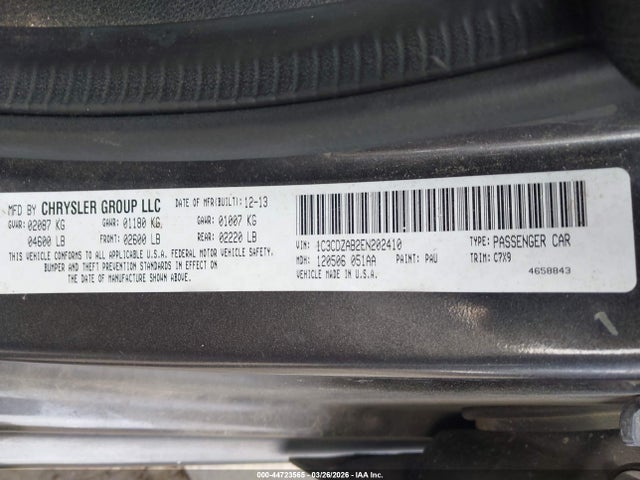 MFD BY CHRYSLER GROUP LLC DATE OF MFR(BUILT): 12-13
GVWR: 02087 KG GAWR: 01180 KG GAWR: 01007 KG
04600 LB FRONT: 02600 LB REAR: 02220 LB
THIS VEHICLE CONFORMS TO ALL APPLICABLE U.S.A. FEDERAL MOTOR VEHICLE SAFETY,
BUMPER AND THEFT PREVENTION STANDARDS IN EFFECT ON
THE DATE OF MANUFACTURE SHOWN ABOVE.
VIN: 1C3CDZAB2EN202410 TYPE: PASSENGER CAR
MDH: 120506 051AA PAINT: PAU TRIM: C7X9
VEHICLE MADE IN U.S.A. 4658843
00-44723565 03/26/2026 Copyright IAA, Inc.